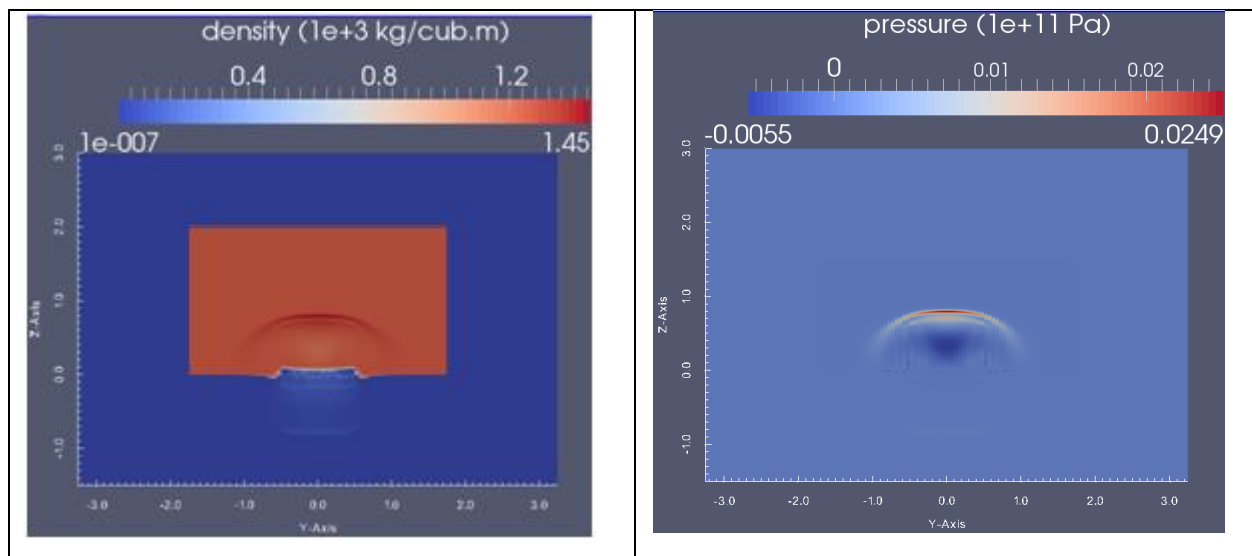 density (1e+3 kg/cub.m)
0.4 0.8 1.2
1e-007 1.45
3.0
2.0
1.0
0.0
-1.0
Z-Axis
-3.0 -2.0 -1.0 0.0 1.0 2.0 3.0
Y-Axis
pressure (1e+11 Pa)
0 0.01 0.02
-0.0055 0.0249
3.0
2.0
1.0
0.0
-1.0
Z-Axis
-3.0 -2.0 -1.0 0.0 1.0 2.0 3.0
Y-Axis